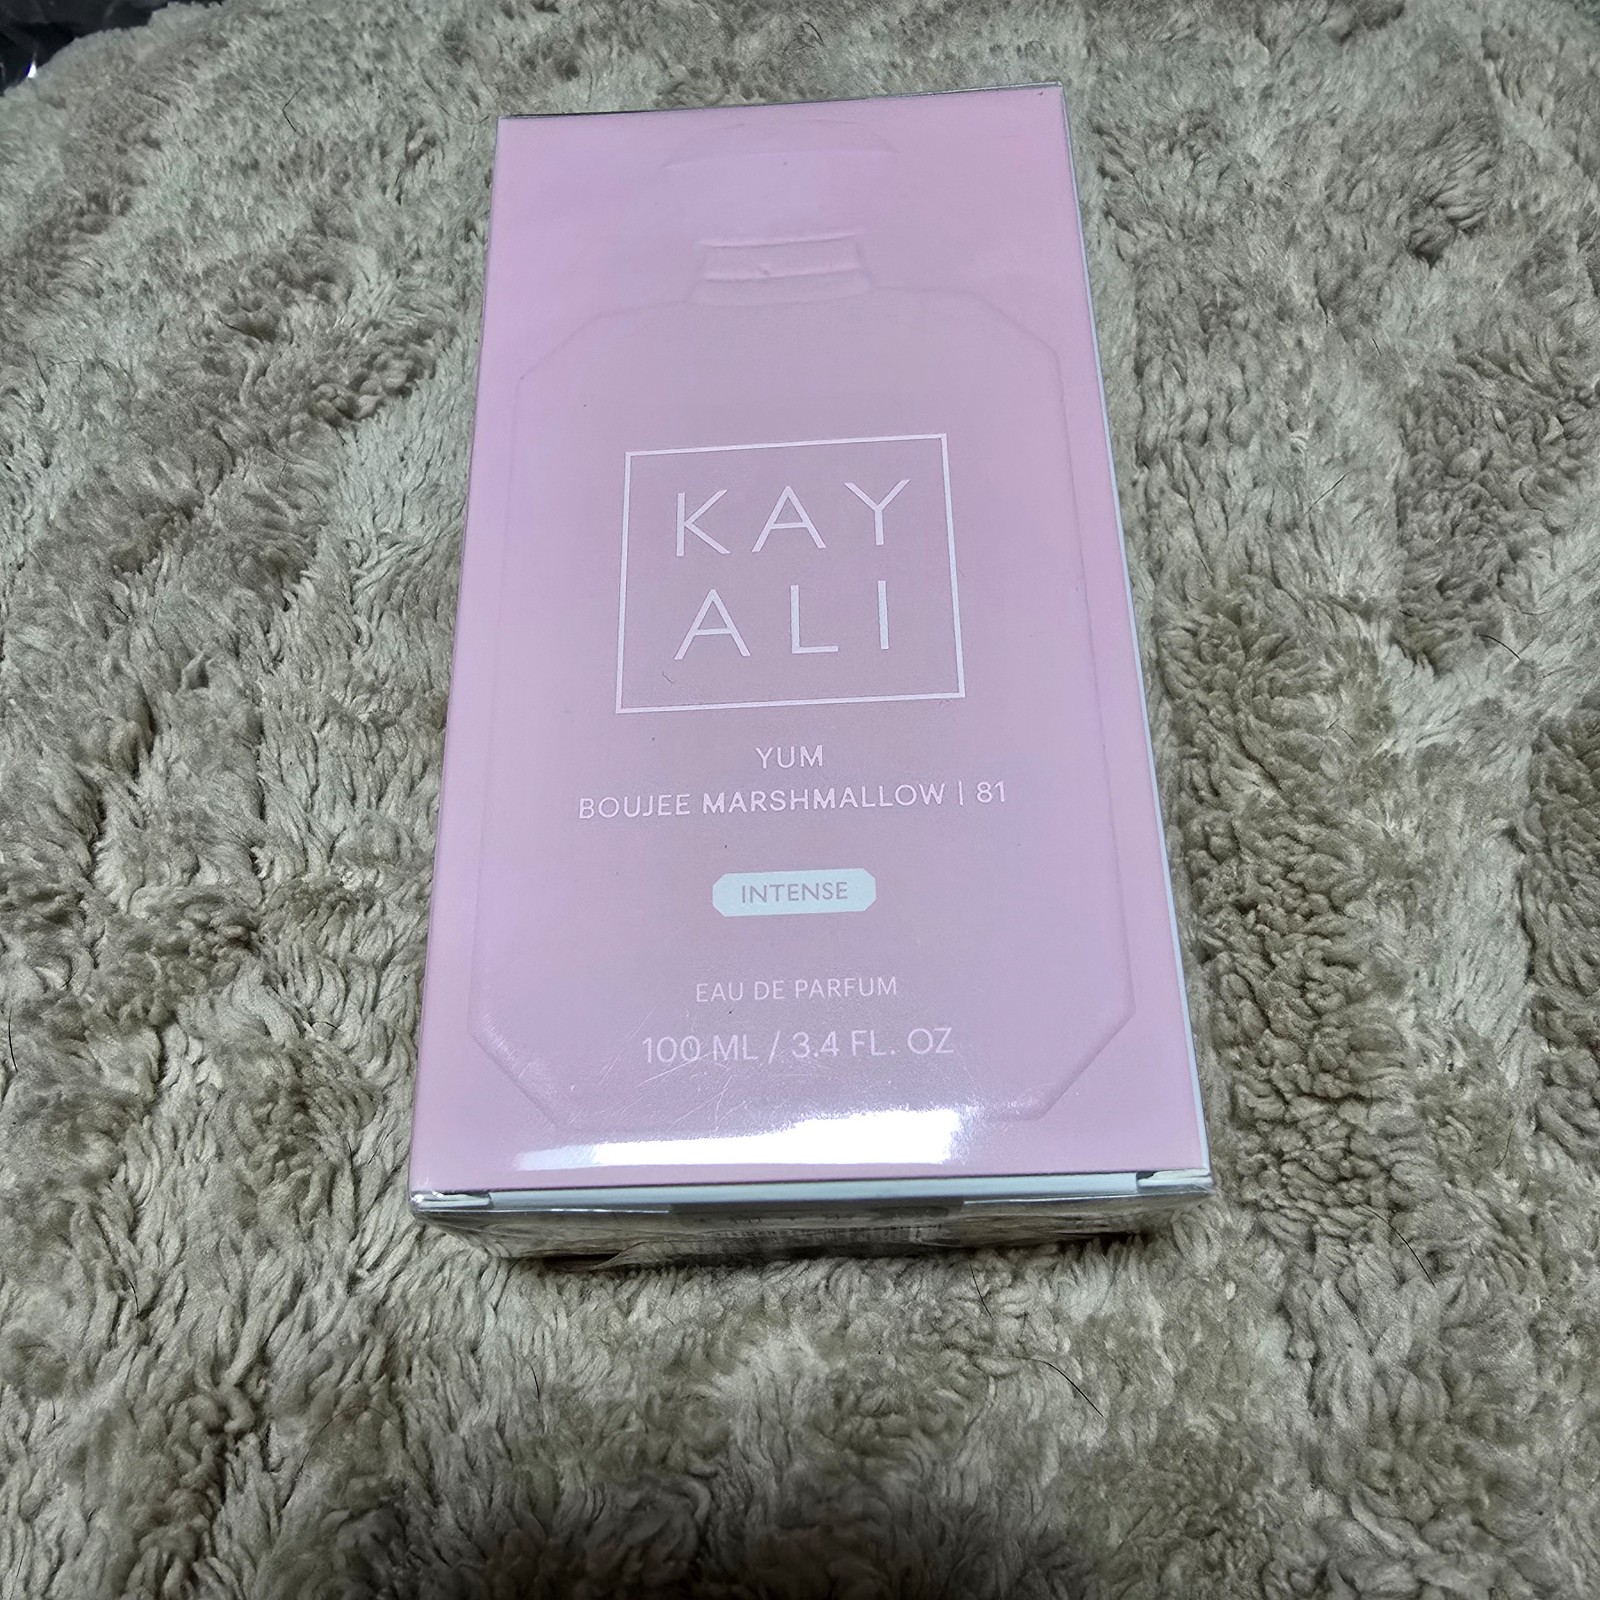 KAY
ALI
YUM
BOUJEE MARSHMALLOW | 81
INTENSE
EAU DE PARFUM
100 ML / 3.4 FL. OZ